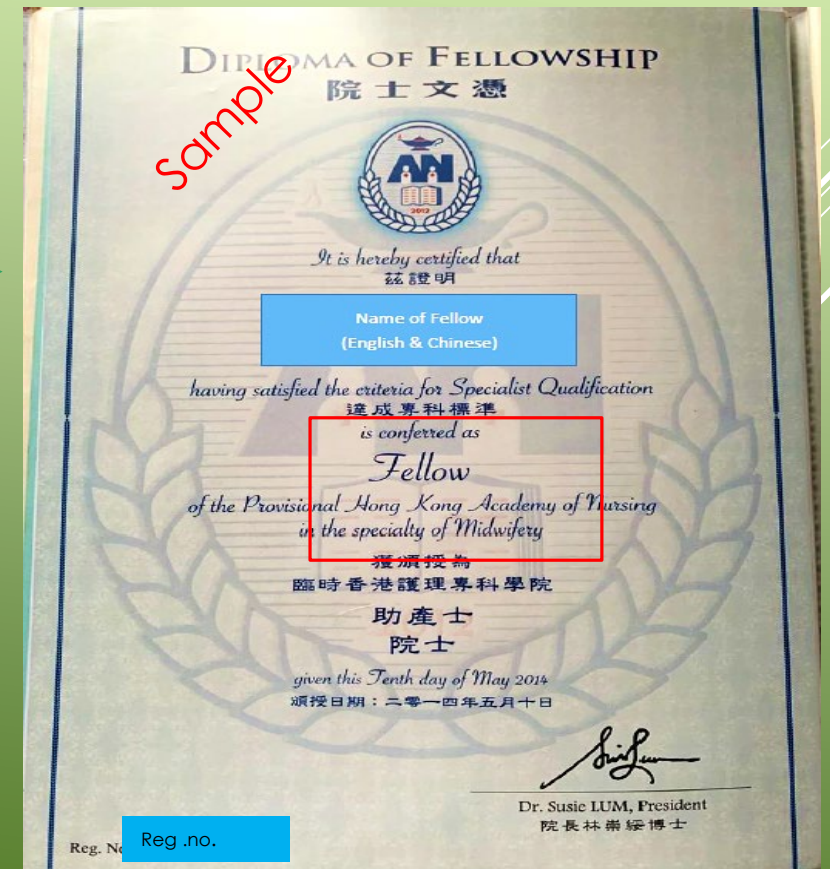 DIPLOMA OF FELLOWSHIP
Sample
院士文憑
AN
2012
It is hereby certified that
茲證明
Name of Fellow
(English & Chinese)
having satisfied the criteria for Specialist Qualification
達成專科標準
is conferred as
Fellow
of the Provisional Hong Kong Academy of Nursing
in the specialty of Midwifery
獲頒授為
臨時香港護理專科學院
助產士
院士
given this Tenth day of May 2014
頒授日期：二零一四年五月十日
Dr. Susie LUM, President
院長林崇綏博士
Reg. No
Reg .no.